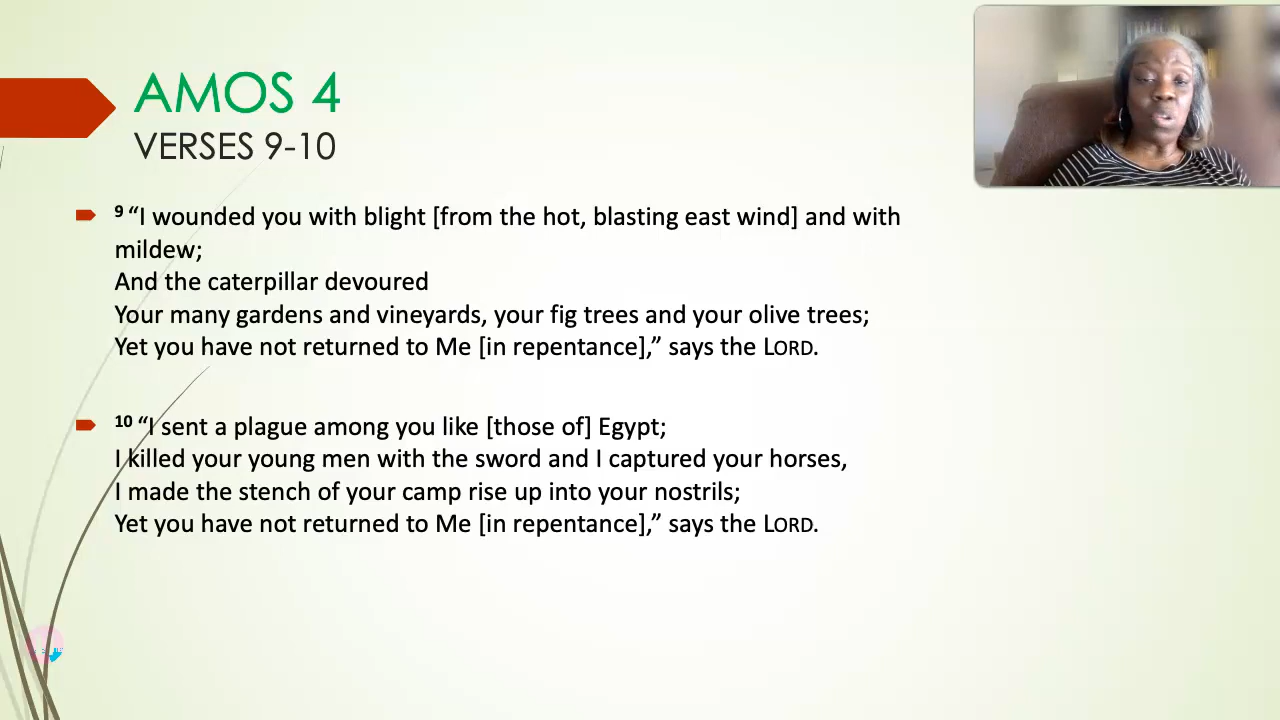 AMOS 4
VERSES 9-10
9 “I wounded you with blight [from the hot, blasting east wind] and with
mildew;
And the caterpillar devoured
Your many gardens and vineyards, your fig trees and your olive trees;
Yet you have not returned to Me [in repentance],” says the LORD.
10 “I sent a plague among you like [those of] Egypt;
I killed your young men with the sword and I captured your horses,
I made the stench of your camp rise up into your nostrils;
Yet you have not returned to Me [in repentance],” says the LORD.